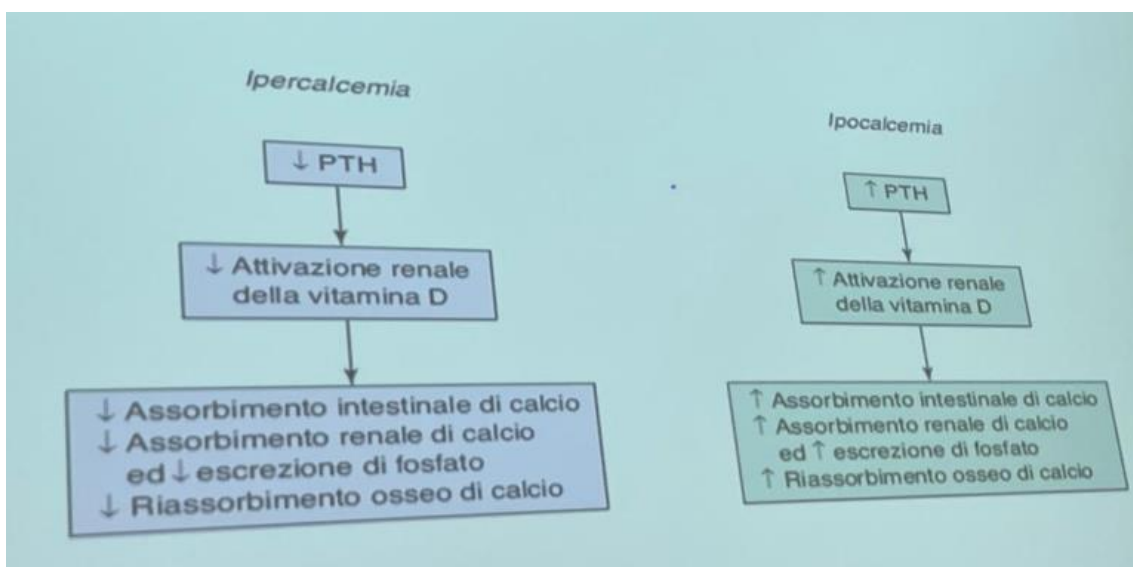 Ipercalcemia
↓ PTH
↓ Attivazione renale
della vitamina D
↓ Assorbimento intestinale di calcio
↓ Assorbimento renale di calcio
ed ↓ escrezione di fosfato
↓ Riassorbimento osseo di calcio
Ipocalcemia
↑ PTH
↑ Attivazione renale
della vitamina D
↑ Assorbimento intestinale di calcio
↑ Assorbimento renale di calcio
ed ↑ escrezione di fosfato
↑ Riassorbimento osseo di calcio